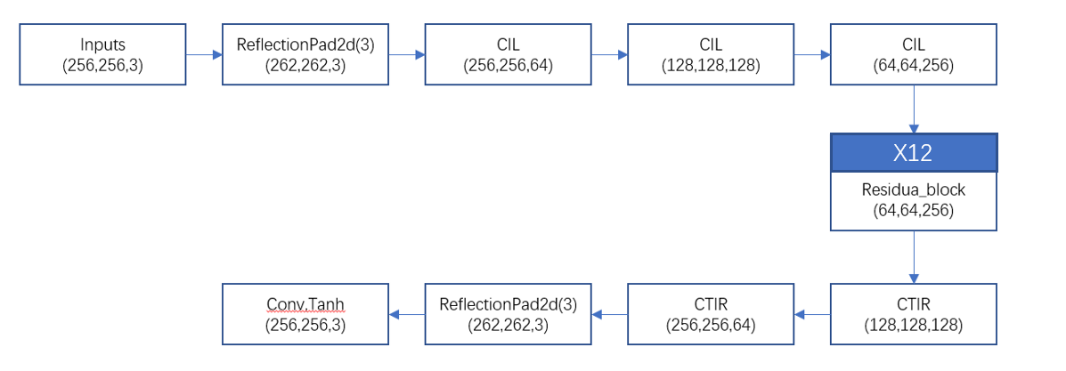 Inputs
(256,256,3)
ReflectionPad2d(3)
(262,262,3)
CIL
(256,256,64)
CIL
(128,128,128)
CIL
(64,64,256)
X12
Residua_block
(64,64,256)
CTIR
(128,128,128)
CTIR
(256,256,64)
ReflectionPad2d(3)
(262,262,3)
Conv.Tanh
(256,256,3)